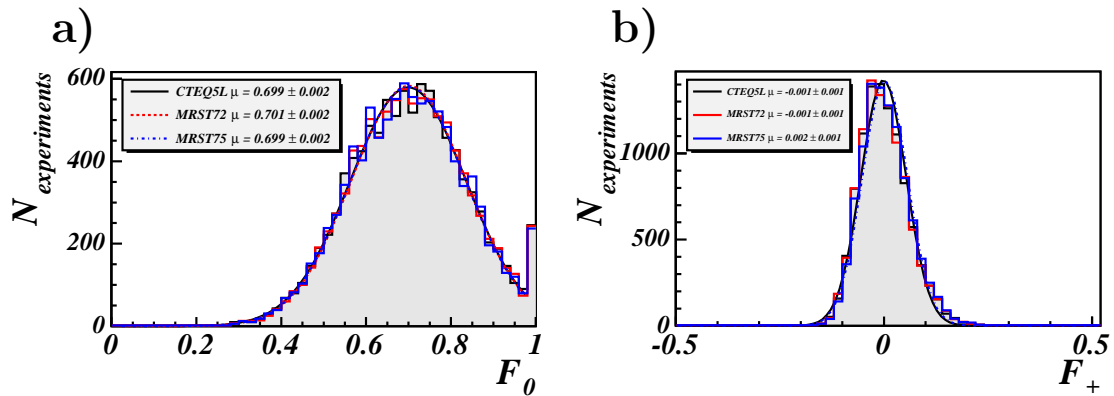 a)
N experiments
600
400
200
0
CTEQ5L μ = 0.699 ± 0.002
MRST72 μ = 0.701 ± 0.002
MRST75 μ = 0.699 ± 0.002
0 0.2 0.4 0.6 0.8 1
F0
b)
N experiments
1000
500
0
CTEQ5L μ = -0.001 ± 0.001
MRST72 μ = -0.001 ± 0.001
MRST75 μ = 0.002 ± 0.001
-0.5 0 0.5
F+